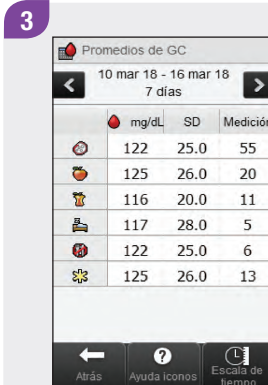 3
Promedios de GC
10 mar 18 - 16 mar 18
7 días
mg/dL SD Medición
122 25.0 55
125 26.0 20
116 20.0 11
117 28.0 5
122 25.0 6
125 26.0 13
Atrás Ayuda iconos Escala de
tiempo